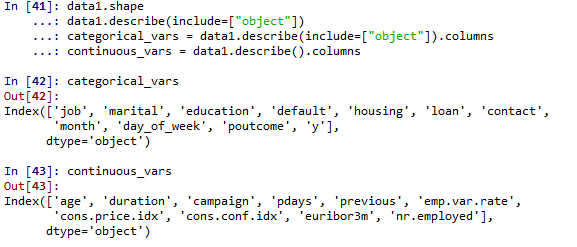 In [41]: data1.shape
    ...: data1.describe(include=["object"])
    ...: categorical_vars = data1.describe(include=["object"]).columns
    ...: continuous_vars = data1.describe().columns
In [42]: categorical_vars
Out[42]:
Index(['job', 'marital', 'education', 'default', 'housing', 'loan', 'contact',
       'month', 'day_of_week', 'poutcome', 'y'],
      dtype='object')
In [43]: continuous_vars
Out[43]:
Index(['age', 'duration', 'campaign', 'pdays', 'previous', 'emp.var.rate',
       'cons.price.idx', 'cons.conf.idx', 'euribor3m', 'nr.employed'],
      dtype='object')